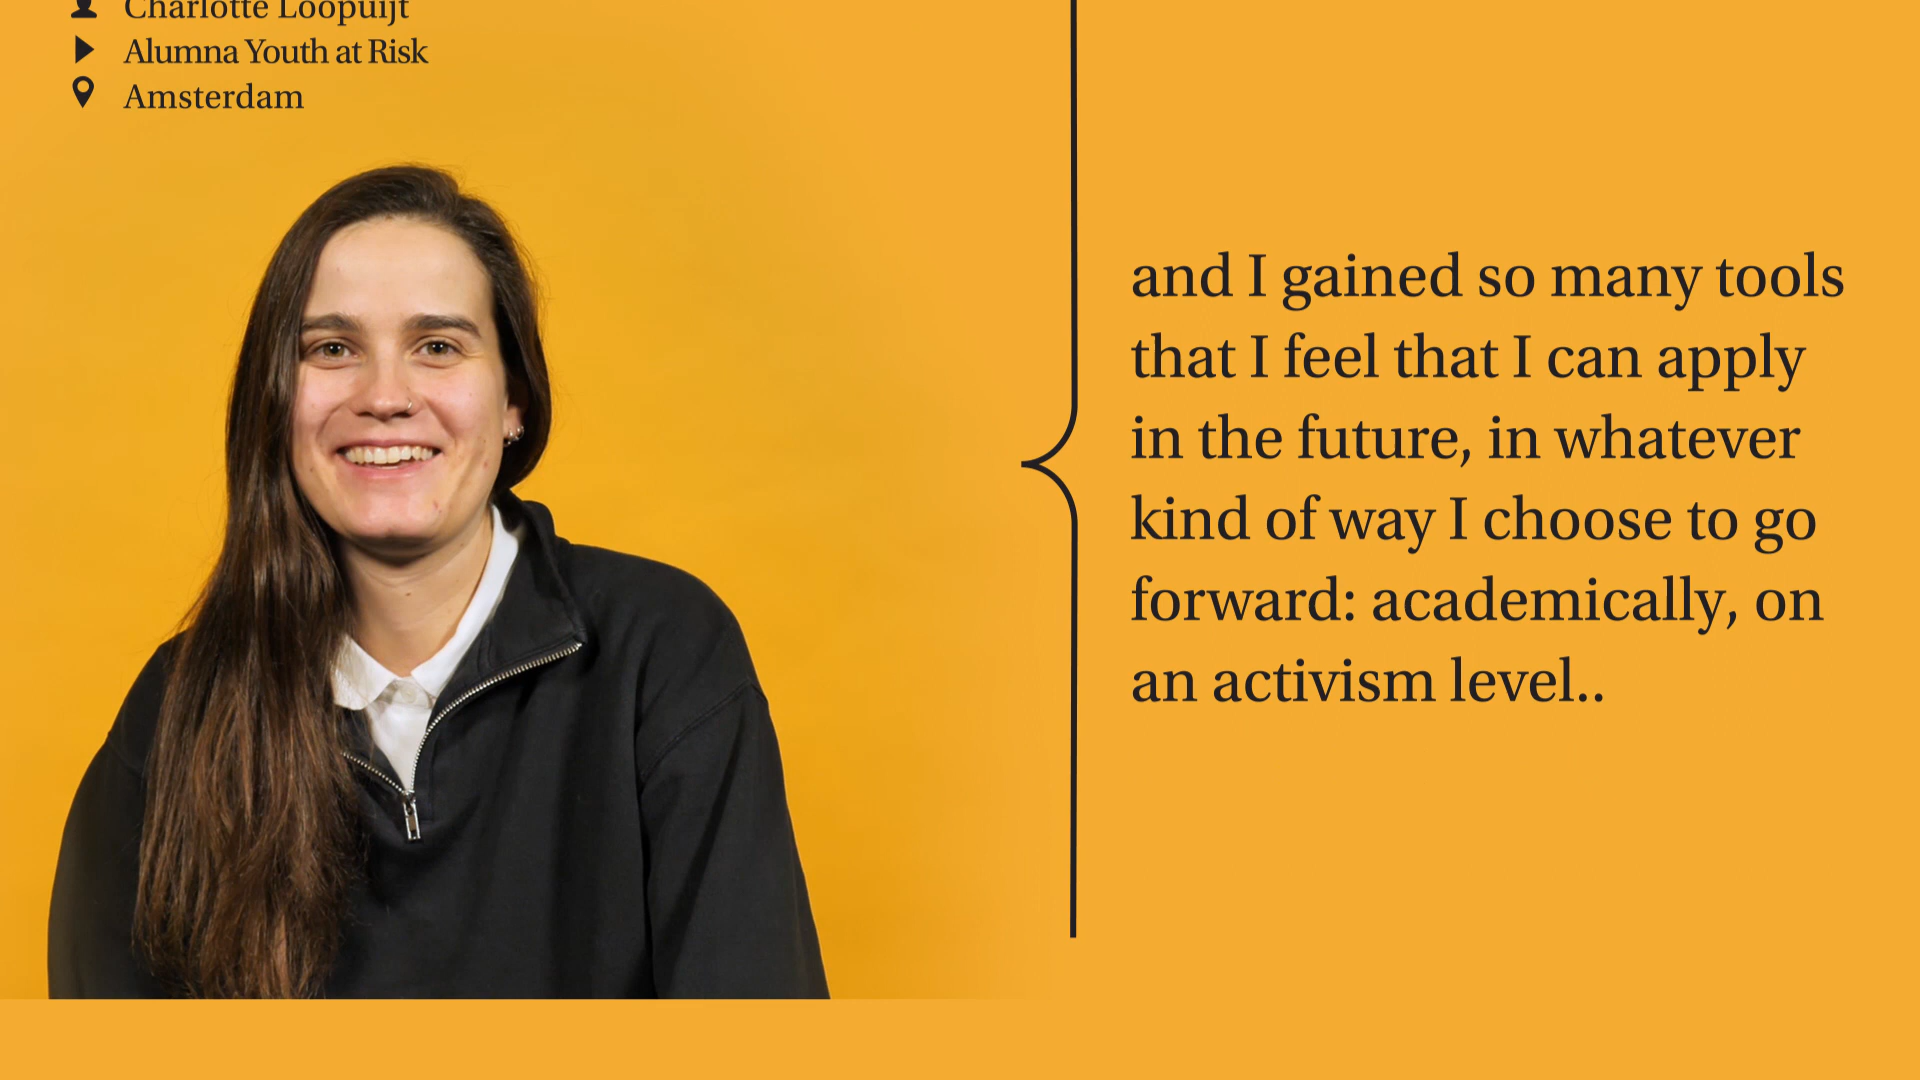 Charlotte Loopuijt
Alumna Youth at Risk
Amsterdam
and I gained so many tools
that I feel that I can apply
in the future, in whatever
kind of way I choose to go
forward: academically, on
an activism level..